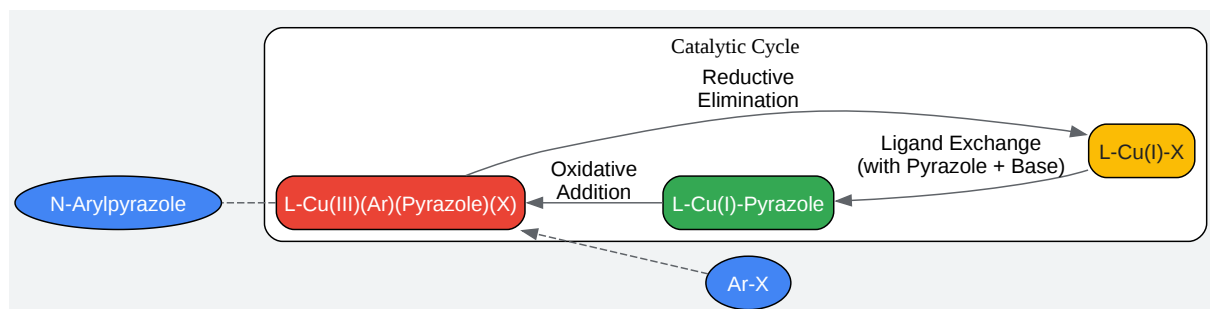 Catalytic Cycle
Reductive
Elimination
Ligand Exchange
(with Pyrazole + Base)
L-Cu(I)-X
Oxidative
Addition
N-Arylpyrazole
L-Cu(III)(Ar)(Pyrazole)(X)
L-Cu(I)-Pyrazole
Ar-X